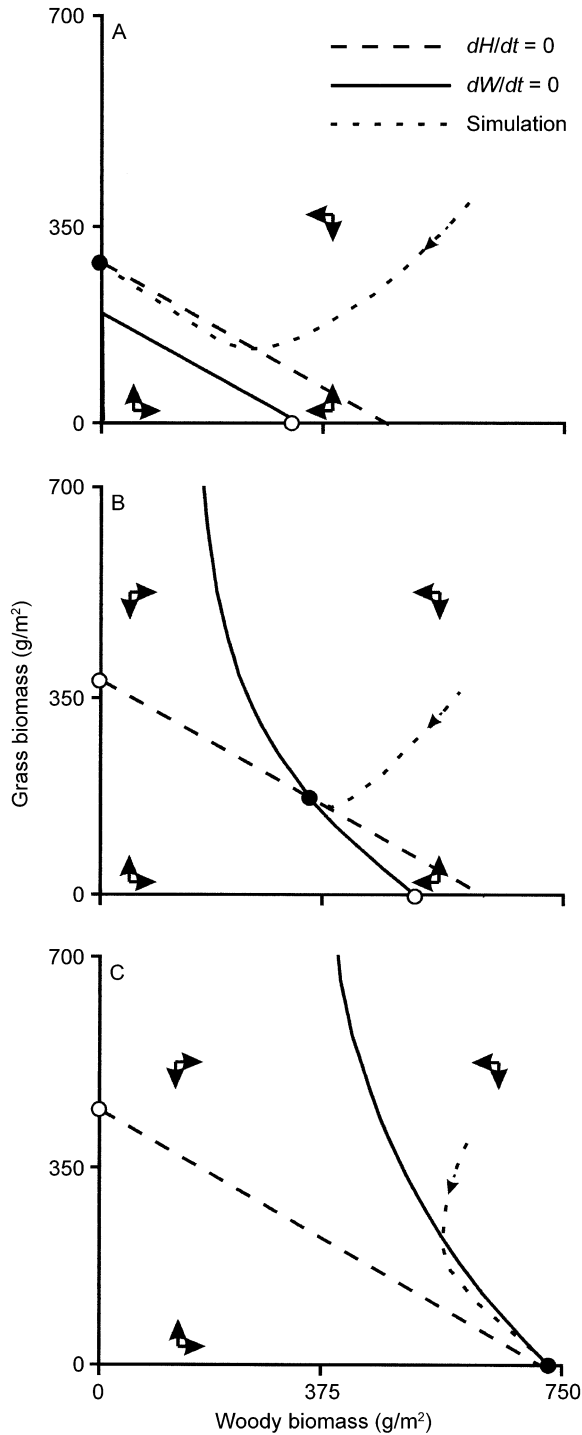 700
A
dH/dt = 0
dW/dt = 0
Simulation
350
0
700
B
Grass biomass (g/m²)
350
0
700
C
350
0
0 375 750
Woody biomass (g/m²)